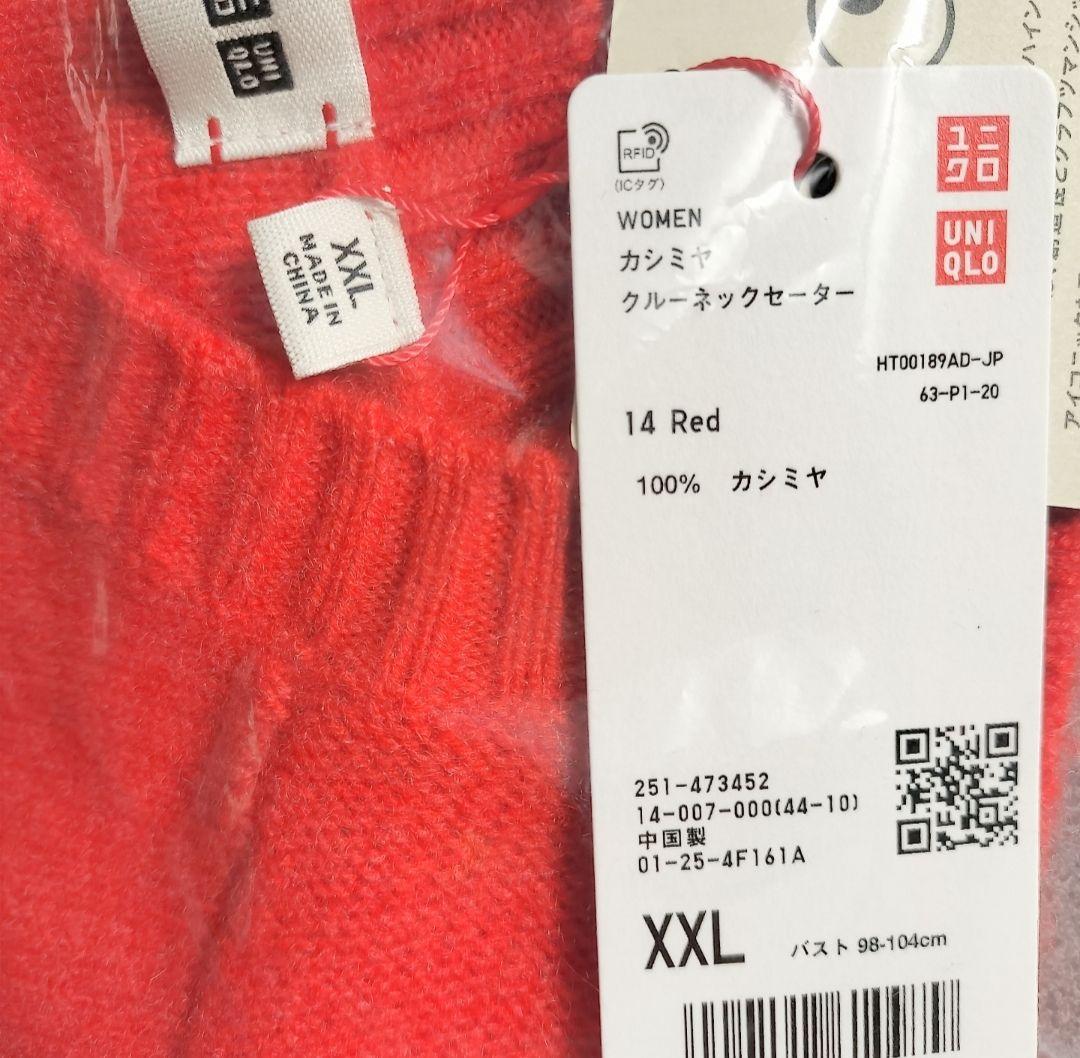 UNI
QLO
XXL
MADE IN
CHINA
RFID
(ICタグ)
WOMEN
カシミヤ
クルーネックセーター
ユニ
クロ
UNI
QLO
HT00189AD-JP
63-P1-20
14 Red
100% カシミヤ
251-473452
14-007-000(44-10)
中国製
01-25-4F161A
XXL バスト 98-104cm